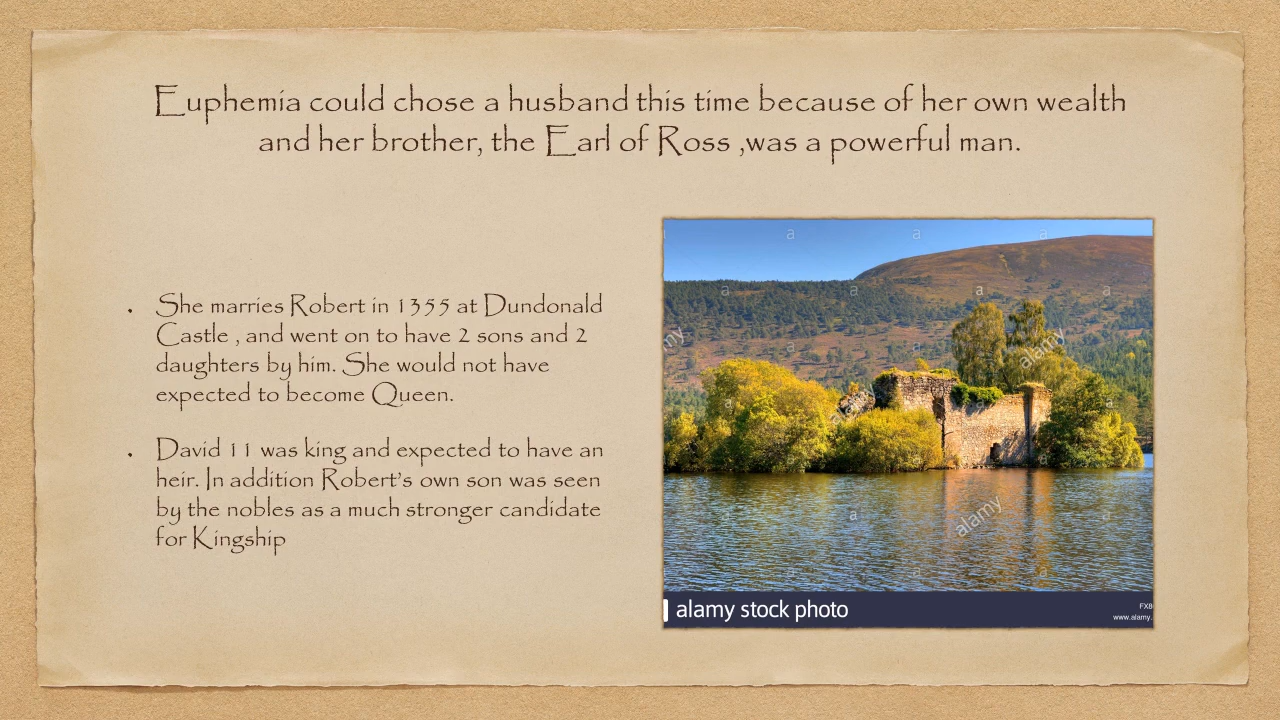 Euphemia could chose a husband this time because of her own wealth
and her brother, the Earl of Ross ,was a powerful man.
• She marries Robert in 1355 at Dundonald
Castle , and went on to have 2 sons and 2
daughters by him. She would not have
expected to become Queen.
• David 11 was king and expected to have an
heir. In addition Robert's own son was seen
by the nobles as a much stronger candidate
for Kingship
a a a
a a a a
a
alamy alamy
a a a
a
alamy
a a
a a
alamy stock photo
FX8
www.alamy.